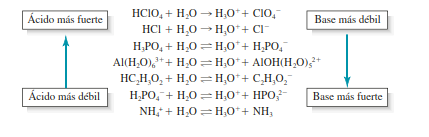 Ácido más fuerte
HClO₄ + H₂O → H₃O⁺ + ClO₄⁻
Base más débil
HCl + H₂O → H₃O⁺ + Cl⁻
H₃PO₄ + H₂O ⇌ H₃O⁺ + H₂PO₄⁻
Al(H₂O)₆³⁺ + H₂O ⇌ H₃O⁺ + AlOH(H₂O)₅²⁺
HC₂H₃O₂ + H₂O ⇌ H₃O⁺ + C₂H₃O₂⁻
Ácido más débil
H₂PO₄⁻ + H₂O ⇌ H₃O⁺ + HPO₄²⁻
Base más fuerte
NH₄⁺ + H₂O ⇌ H₃O⁺ + NH₃